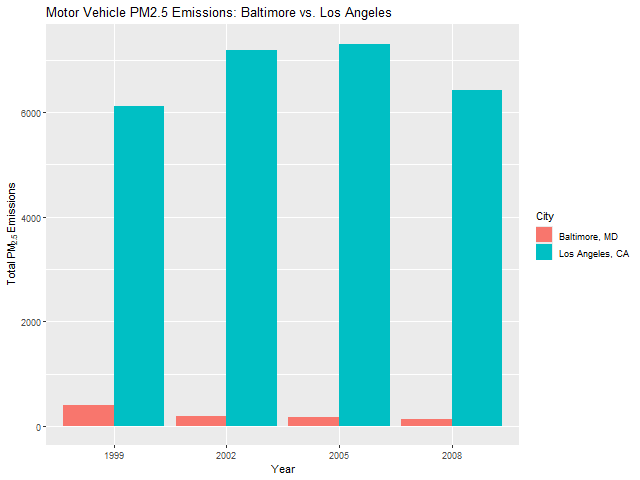 Motor Vehicle PM2.5 Emissions: Baltimore vs. Los Angeles
Total PM2.5 Emissions
6000
4000
2000
0
1999 2002 2005 2008
Year
City
Baltimore, MD
Los Angeles, CA